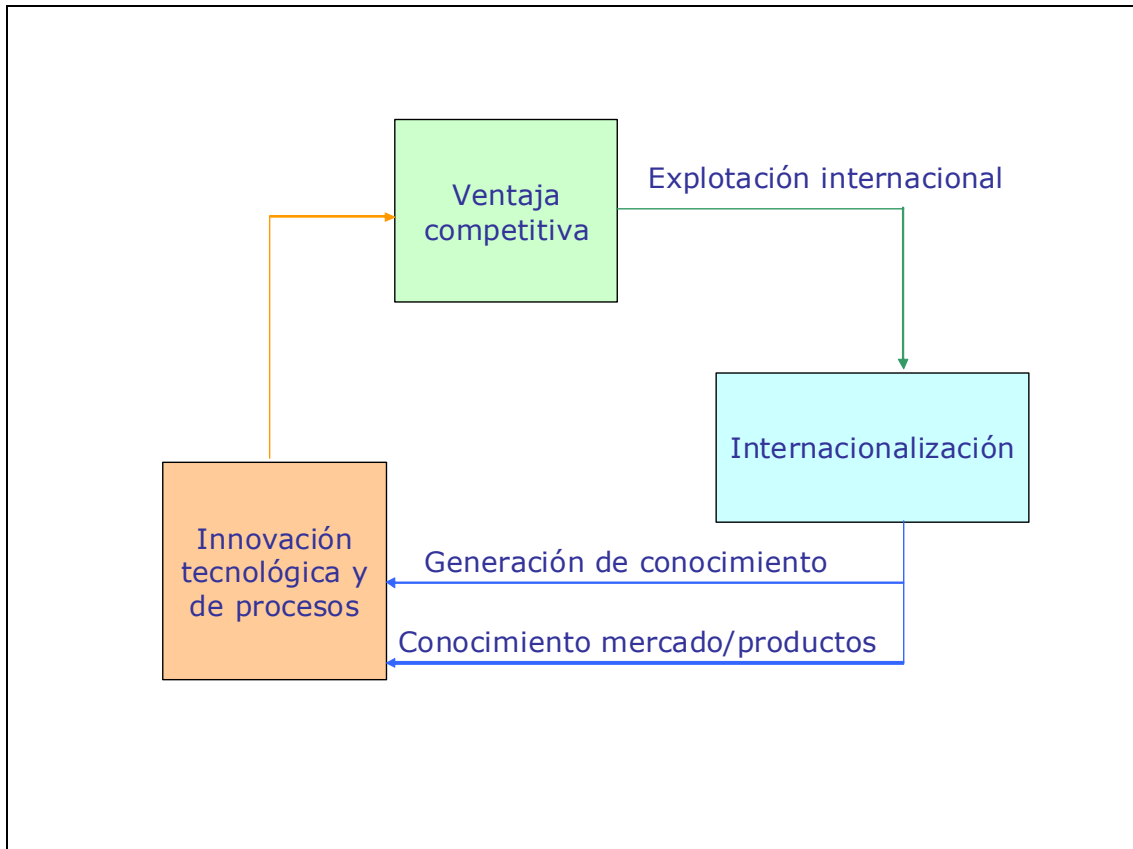 Ventaja
competitiva
Explotación internacional
Internacionalización
Innovación
tecnológica y
de procesos
Generación de conocimiento
Conocimiento mercado/productos